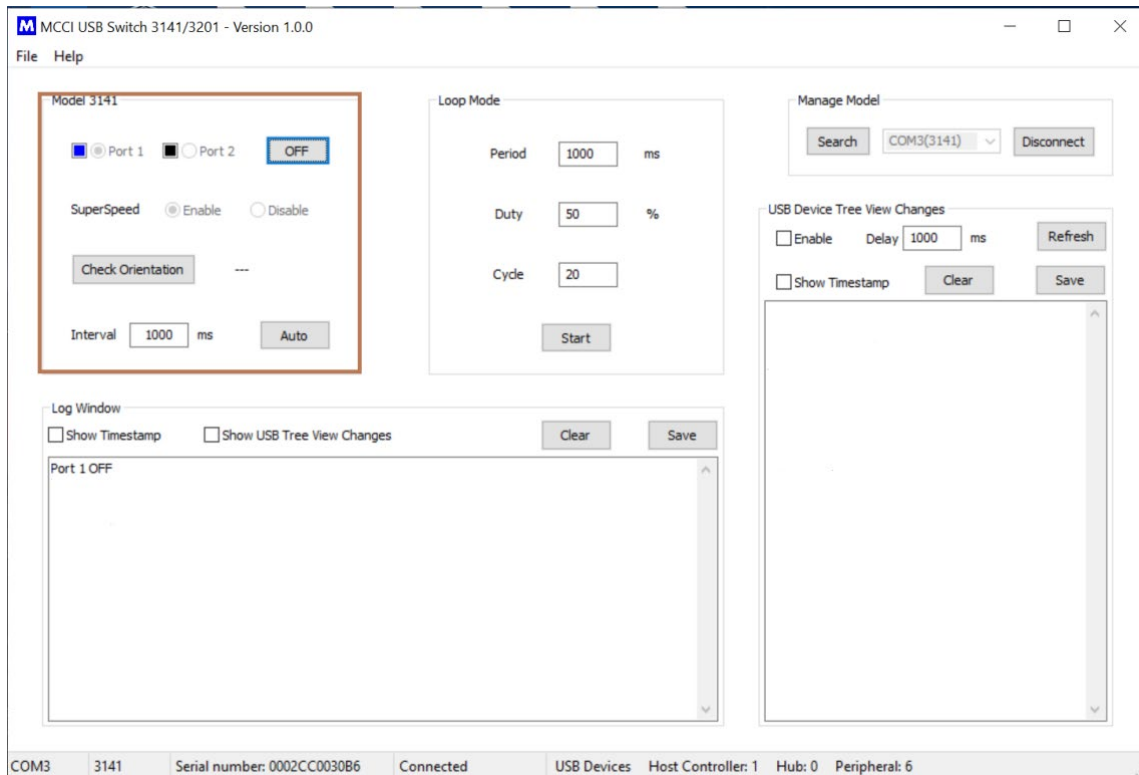 MCCI USB Switch 3141/3201 - Version 1.0.0
File Help
Model 3141
Port 1 Port 2 OFF
SuperSpeed Enable Disable
Check Orientation ---
Interval 1000 ms Auto
Loop Mode
Period 1000 ms
Duty 50 %
Cycle 20
Start
Manage Model
Search COM3(3141) Disconnect
USB Device Tree View Changes
Enable Delay 1000 ms Refresh
Show Timestamp Clear Save
Log Window
Show Timestamp Show USB Tree View Changes Clear Save
Port 1 OFF
COM3 3141 Serial number: 0002CC0030B6 Connected USB Devices Host Controller: 1 Hub: 0 Peripheral: 6